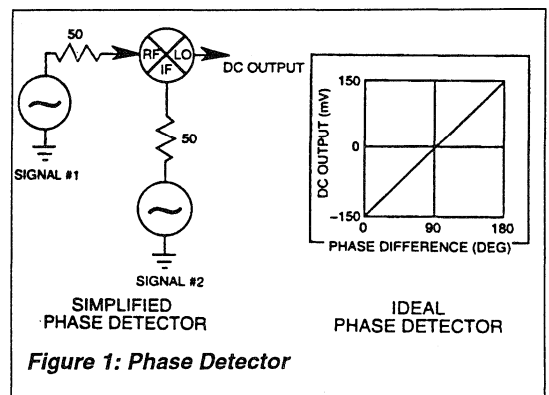 50
RF LO
IF
DC OUTPUT
50
SIGNAL #1
SIGNAL #2
SIMPLIFIED
PHASE DETECTOR
DC OUTPUT (mV)
150
0
-150
0 90 180
PHASE DIFFERENCE (DEG)
IDEAL
PHASE DETECTOR
Figure 1: Phase Detector